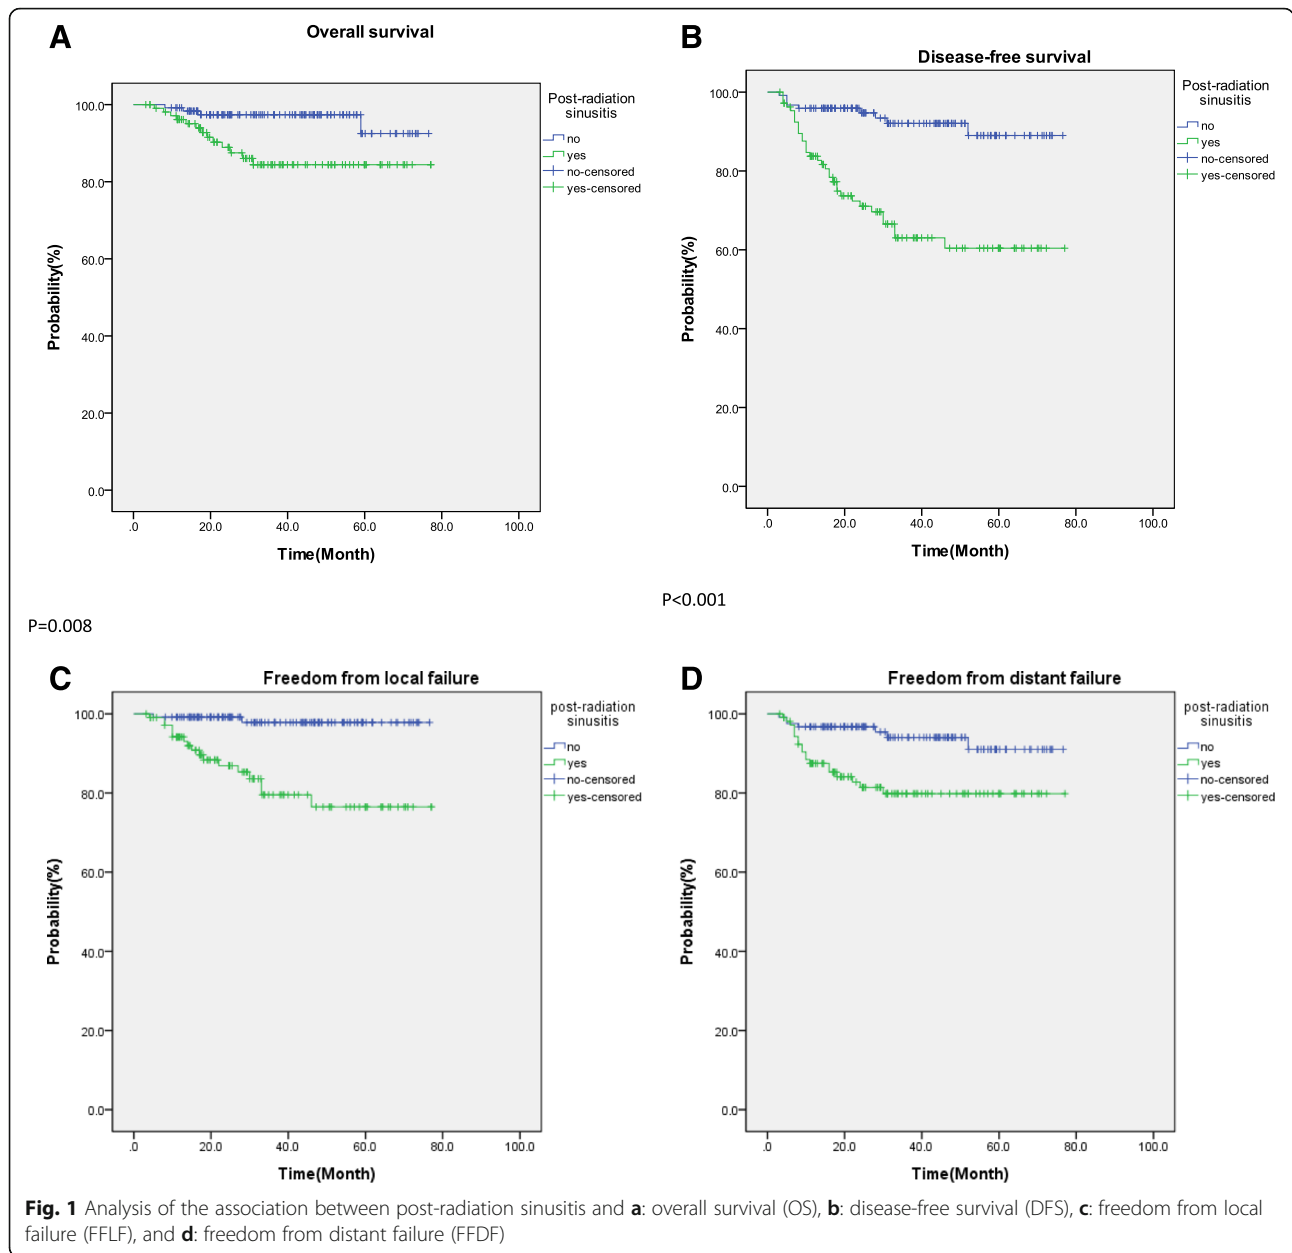 A
Overall survival
Post-radiation
sinusitis
no
yes
no-censored
yes-censored
100.0
80.0
60.0
40.0
20.0
0.0
Probability(%)
.0
20.0
40.0
60.0
80.0
100.0
Time(Month)
P=0.008
B
Disease-free survival
Post-radiation
sinusitis
no
yes
no-censored
yes-censored
100.0
80.0
60.0
40.0
20.0
0.0
Probability(%)
.0
20.0
40.0
60.0
80.0
100.0
Time(Month)
P<0.001
C
Freedom from local failure
post-radiation
sinusitis
no
yes
no-censored
yes-censored
100.0
80.0
60.0
40.0
20.0
0.0
Probability(%)
.0
20.0
40.0
60.0
80.0
100.0
Time(Month)
D
Freedom from distant failure
post-radiation
sinusitis
no
yes
no-censored
yes-censored
100.0
80.0
60.0
40.0
20.0
0.0
Probability(%)
.0
20.0
40.0
60.0
80.0
100.0
Time(Month)
Fig. 1 Analysis of the association between post-radiation sinusitis and a: overall survival (OS), b: disease-free survival (DFS), c: freedom from local
failure (FFLF), and d: freedom from distant failure (FFDF)